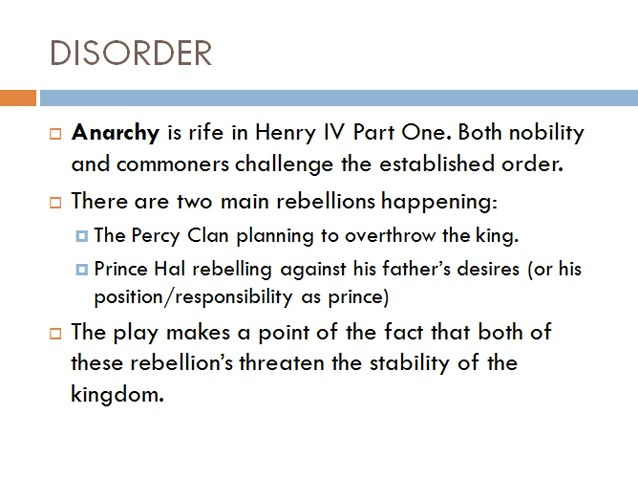 DISORDER
Anarchy is rife in Henry IV Part One. Both nobility
and commoners challenge the established order.
There are two main rebellions happening:
The Percy Clan planning to overthrow the king.
Prince Hal rebelling against his father's desires (or his
position/responsibility as prince)
The play makes a point of the fact that both of
these rebellion's threaten the stability of the
kingdom.